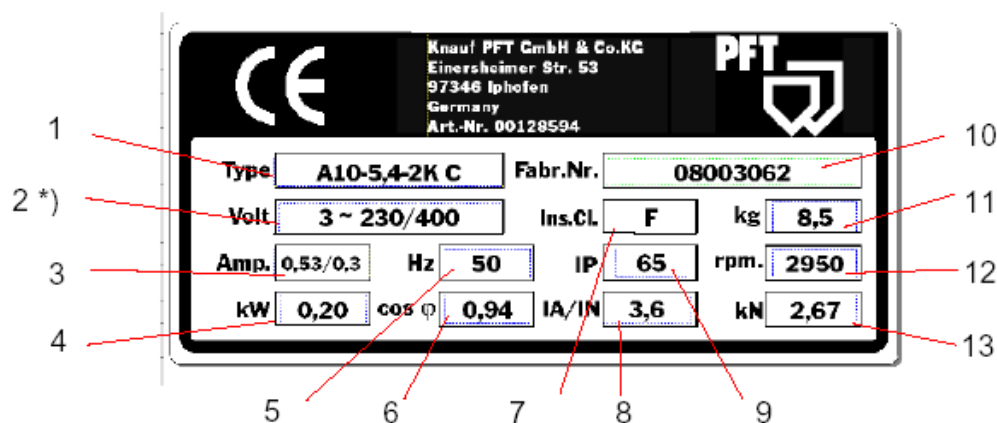 CE
Knauf PFT GmbH & Co.KG
Einersheimer Str. 53
97346 Iphofen
Germany
Art.-Nr. 00128594
PFT
1
10
Type A10-5,4-2K C Fabr.Nr. 08003062
2 *)
11
Volt 3 ~ 230/400 Ins.Cl. F kg 8,5
3
12
Amp. 0,53/0,3 Hz 50 IP 65 rpm. 2950
4
13
kW 0,20 cos φ 0,94 IA/IN 3,6 kN 2,67
5 6 7 8 9